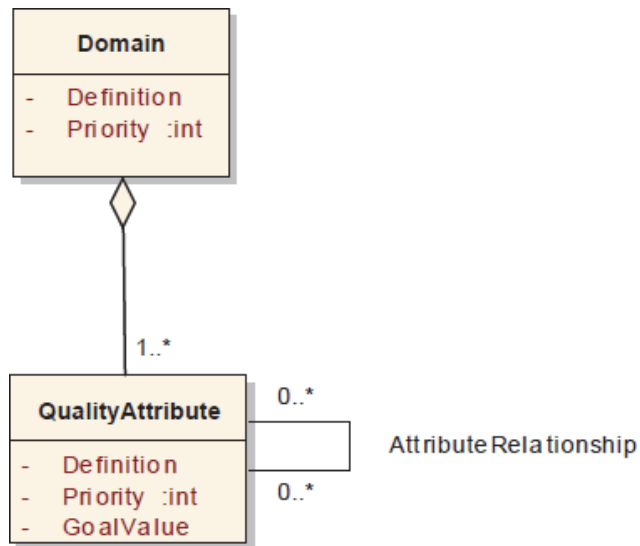 Domain
- Definition
- Priority :int
1..*
QualityAttribute
- Definition
- Priority :int
- GoalValue
0..*
AttributeRelationship
0..*